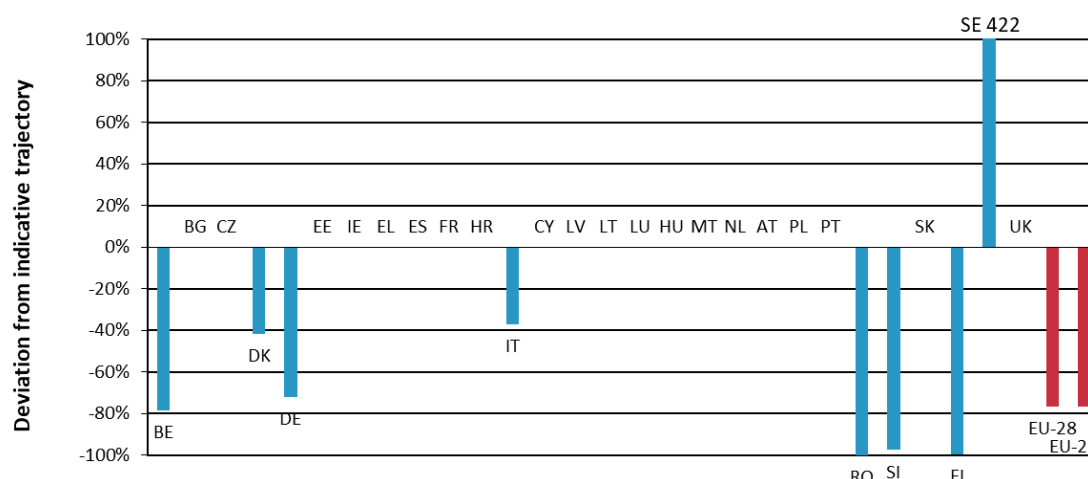 SE 422
100%
80%
60%
40%
20%
0%
-20%
-40%
-60%
-80%
-100%
Deviation from indicative trajectory
BE
BG
CZ
DK
DE
EE
IE
EL
ES
FR
HR
IT
CY
LV
LT
LU
HU
MT
NL
AT
PL
PT
SI
SK
UK
EU-28